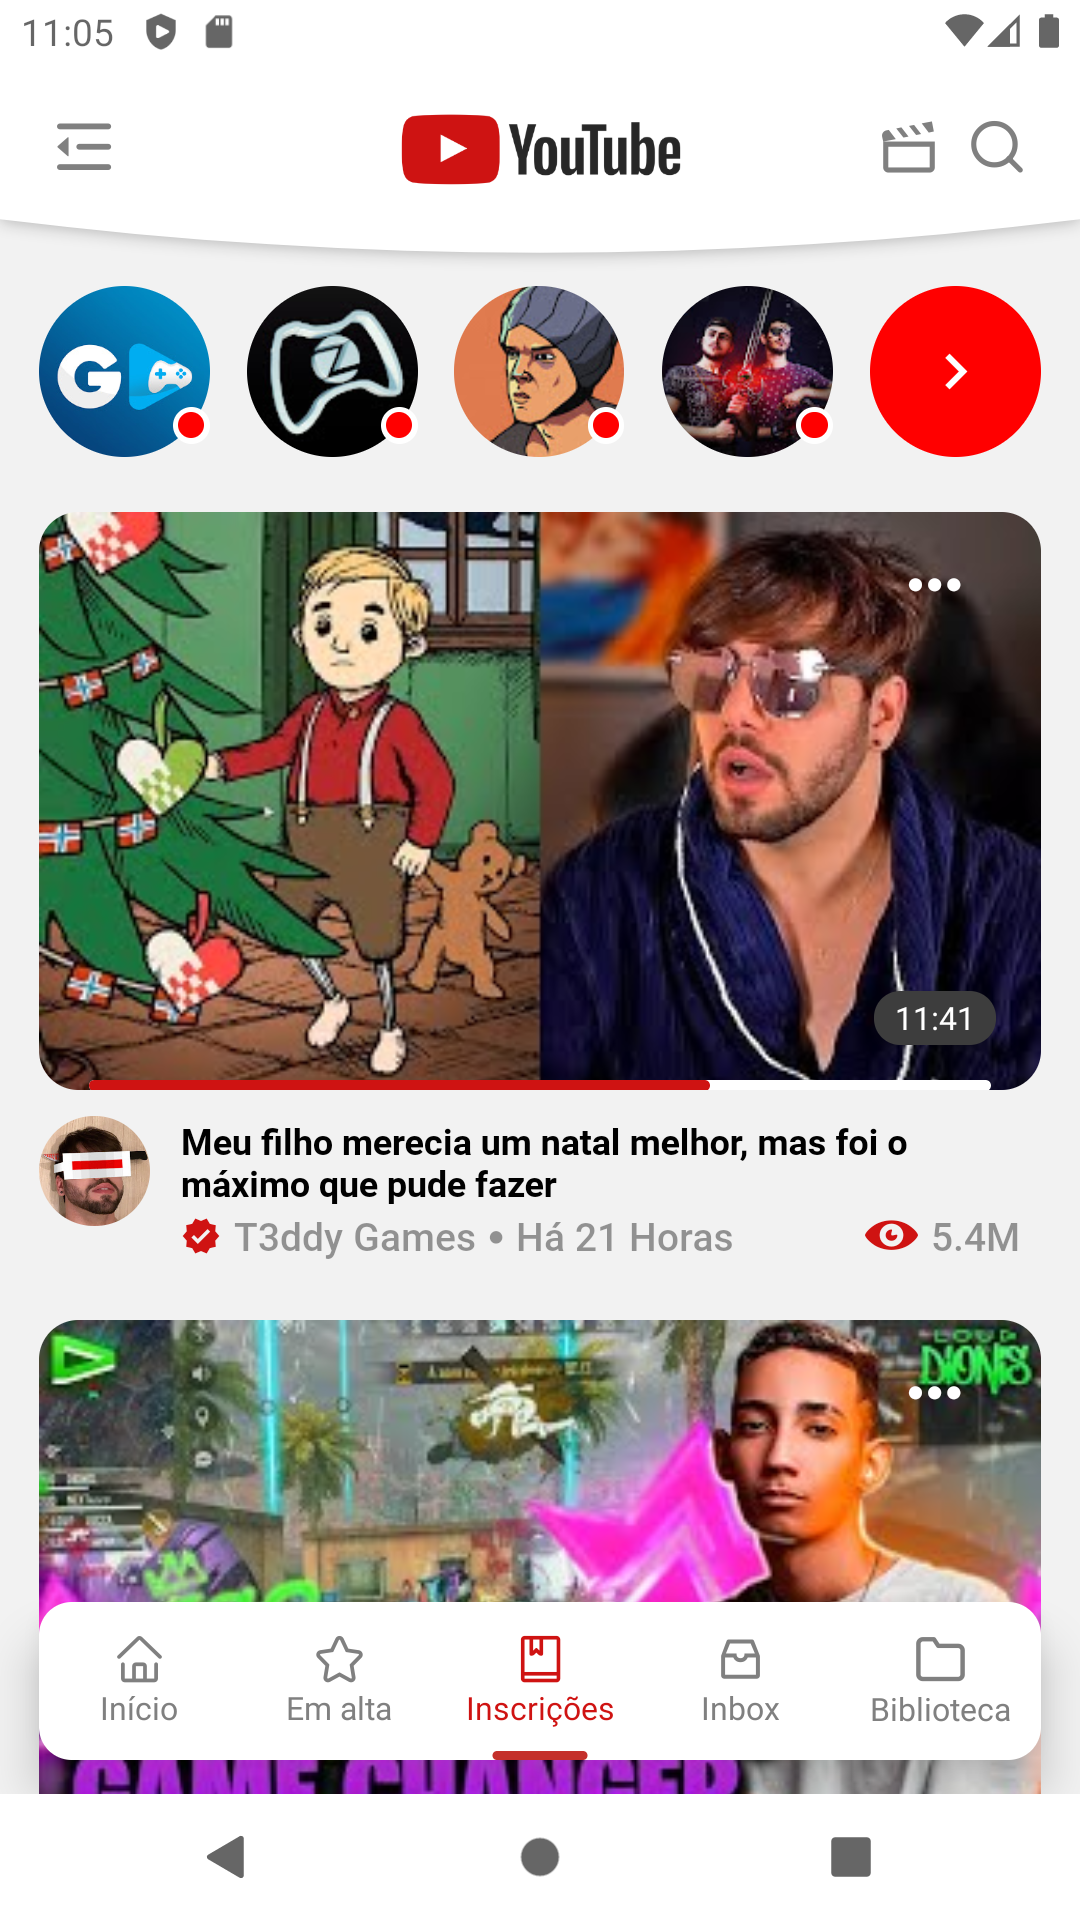 11:05
YouTube
G
Z
11:41
Meu filho merecia um natal melhor, mas foi o
máximo que pude fazer
T3ddy Games • Há 21 Horas
5.4M
LOUD
DIONIS
Início
Em alta
Inscrições
Inbox
Biblioteca
GAME CHANGER